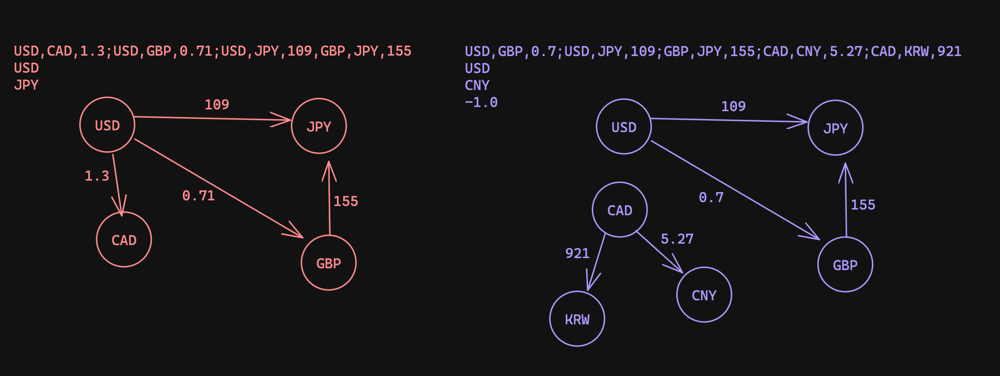 USD,CAD,1.3;USD,GBP,0.71;USD,JPY,109,GBP,JPY,155
USD
JPY
USD
109
JPY
1.3
0.71
155
CAD
GBP
USD,GBP,0.7;USD,JPY,109;GBP,JPY,155;CAD,CNY,5.27;CAD,KRW,921
USD
CNY
-1.0
USD
109
JPY
0.7
155
CAD
921
5.27
GBP
CNY
KRW